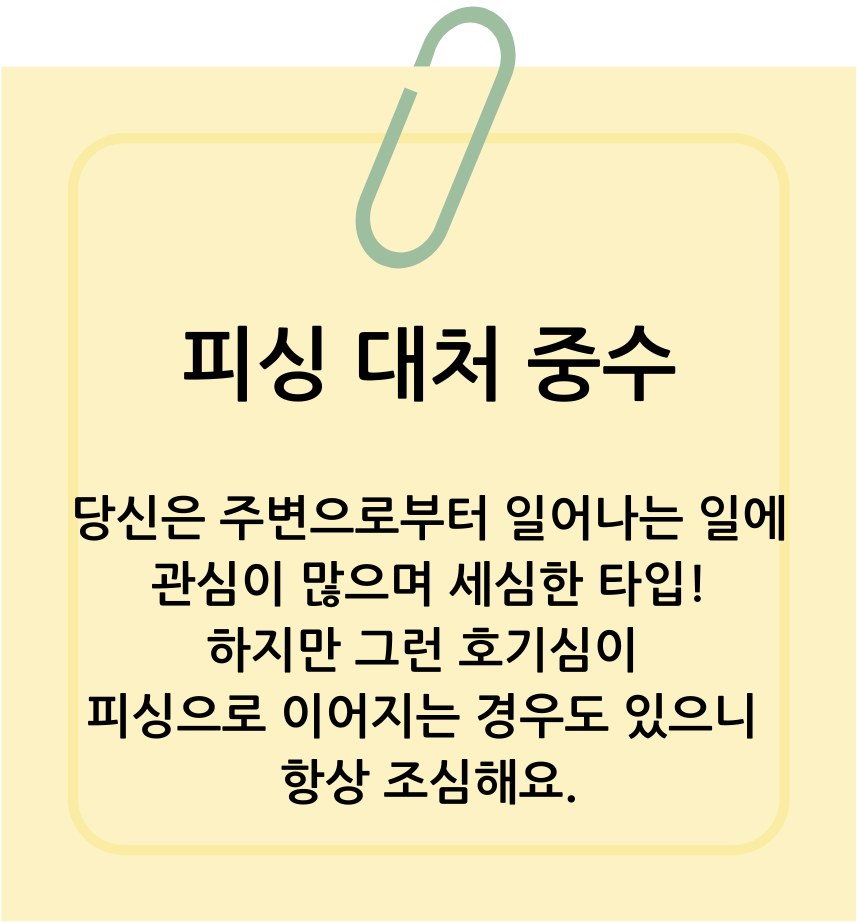 피싱 대처 중수
당신은 주변으로부터 일어나는 일에
관심이 많으며 세심한 타입!
하지만 그런 호기심이
피싱으로 이어지는 경우도 있으니
항상 조심해요.